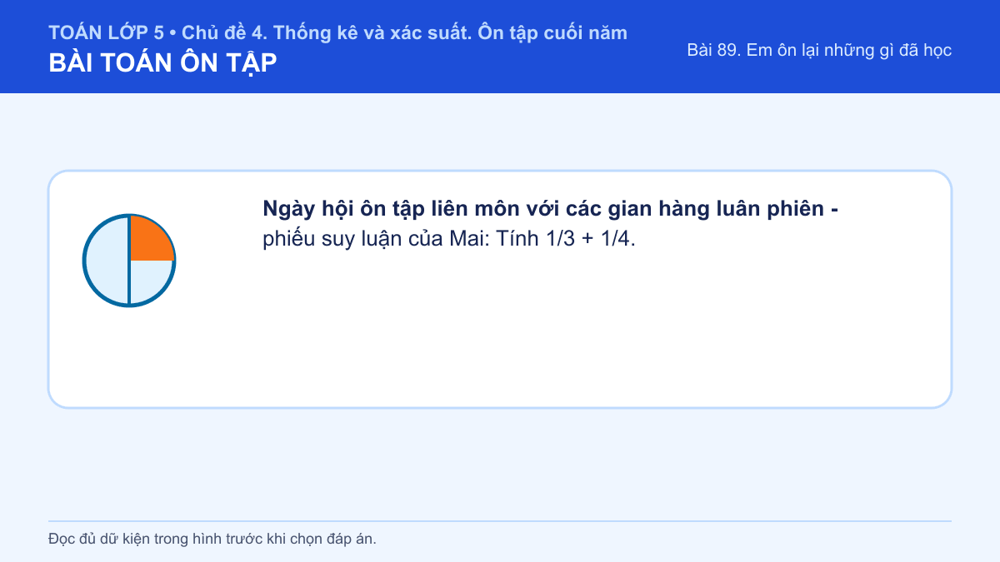 TOÁN LỚP 5 • Chủ đề 4. Thống kê và xác suất. Ôn tập cuối năm
BÀI TOÁN ÔN TẬP
Bài 89. Em ôn lại những gì đã học
Ngày hội ôn tập liên môn với các gian hàng luân phiên -
phiếu suy luận của Mai: Tính 1/3 + 1/4.
Đọc đủ dữ kiện trong hình trước khi chọn đáp án.